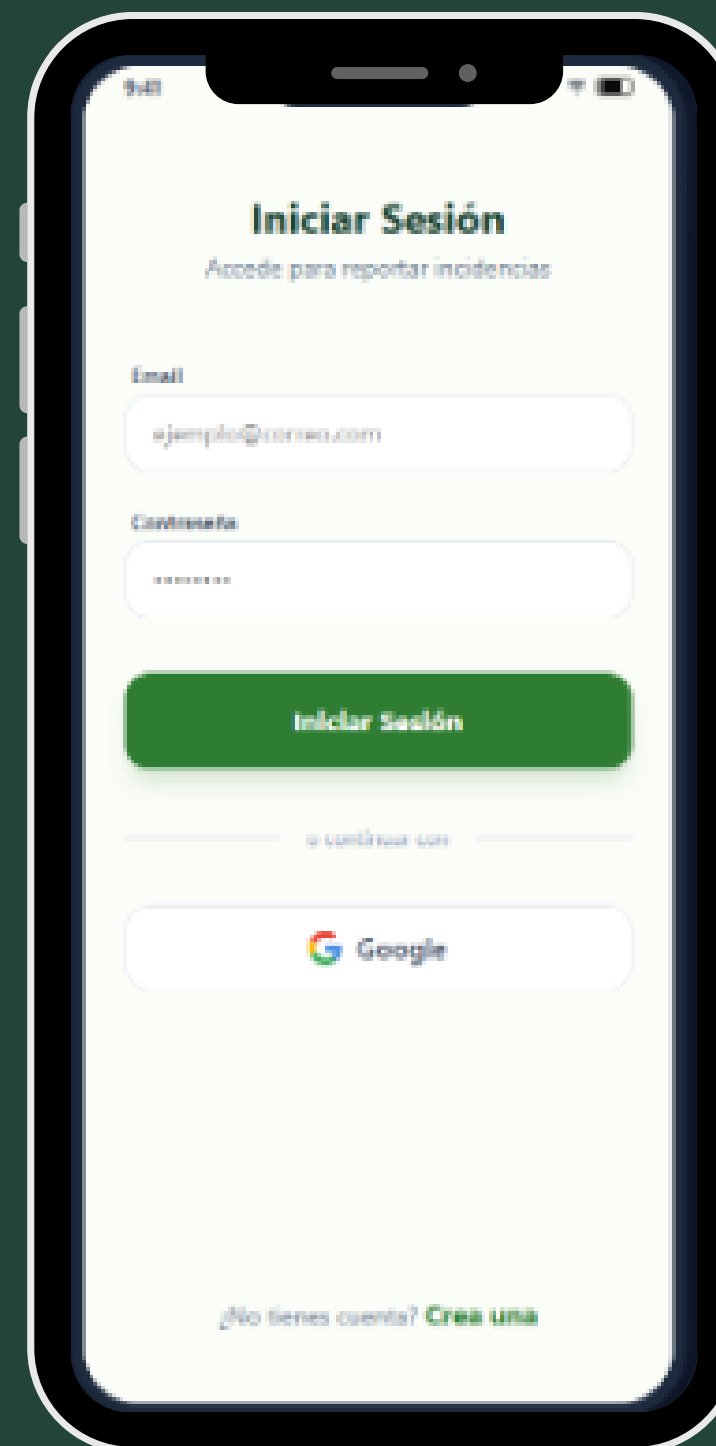 9:41
Iniciar Sesión
Accede para reportar incidencias
Email
ejemplo@correo.com
Contraseña
••••••••
Iniciar Sesión
o continuar con
Google
¿No tienes cuenta? Crea una